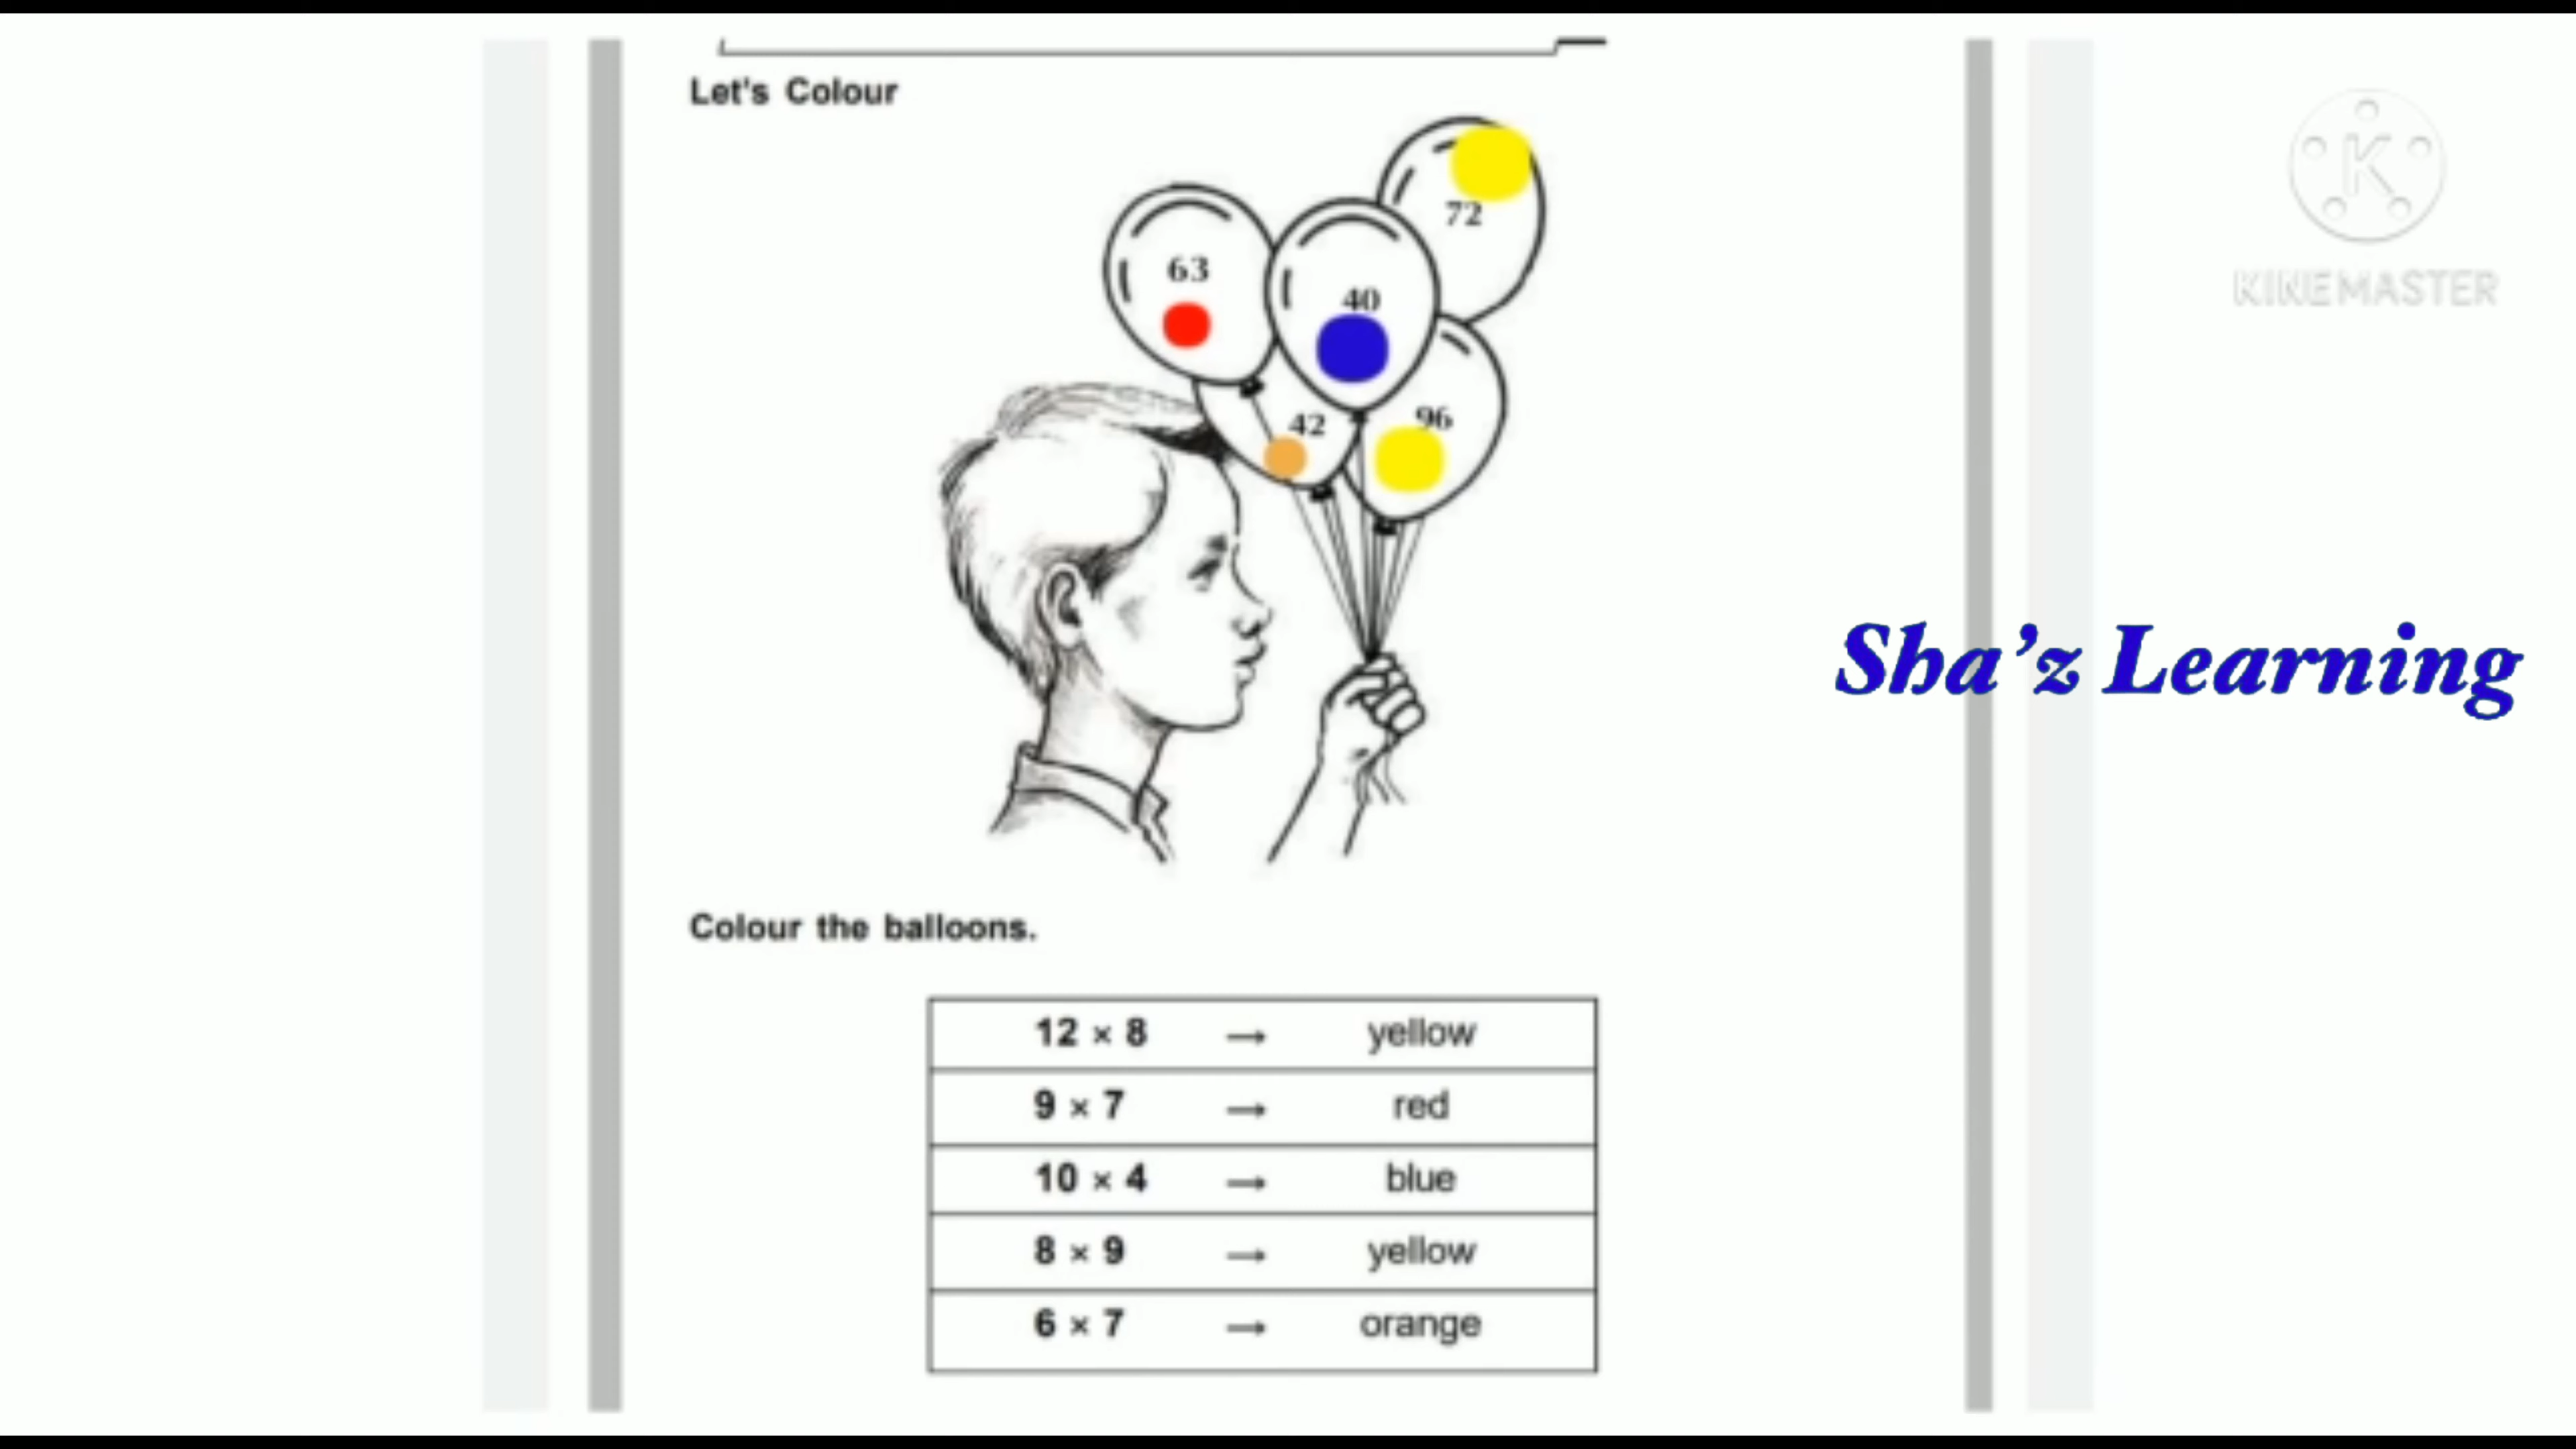 Let's Colour
72
63
40
42
96
K
KINEMASTER
Sha'z Learning
Colour the balloons.
12 × 8 → yellow
9 × 7 → red
10 × 4 → blue
8 × 9 → yellow
6 × 7 → orange